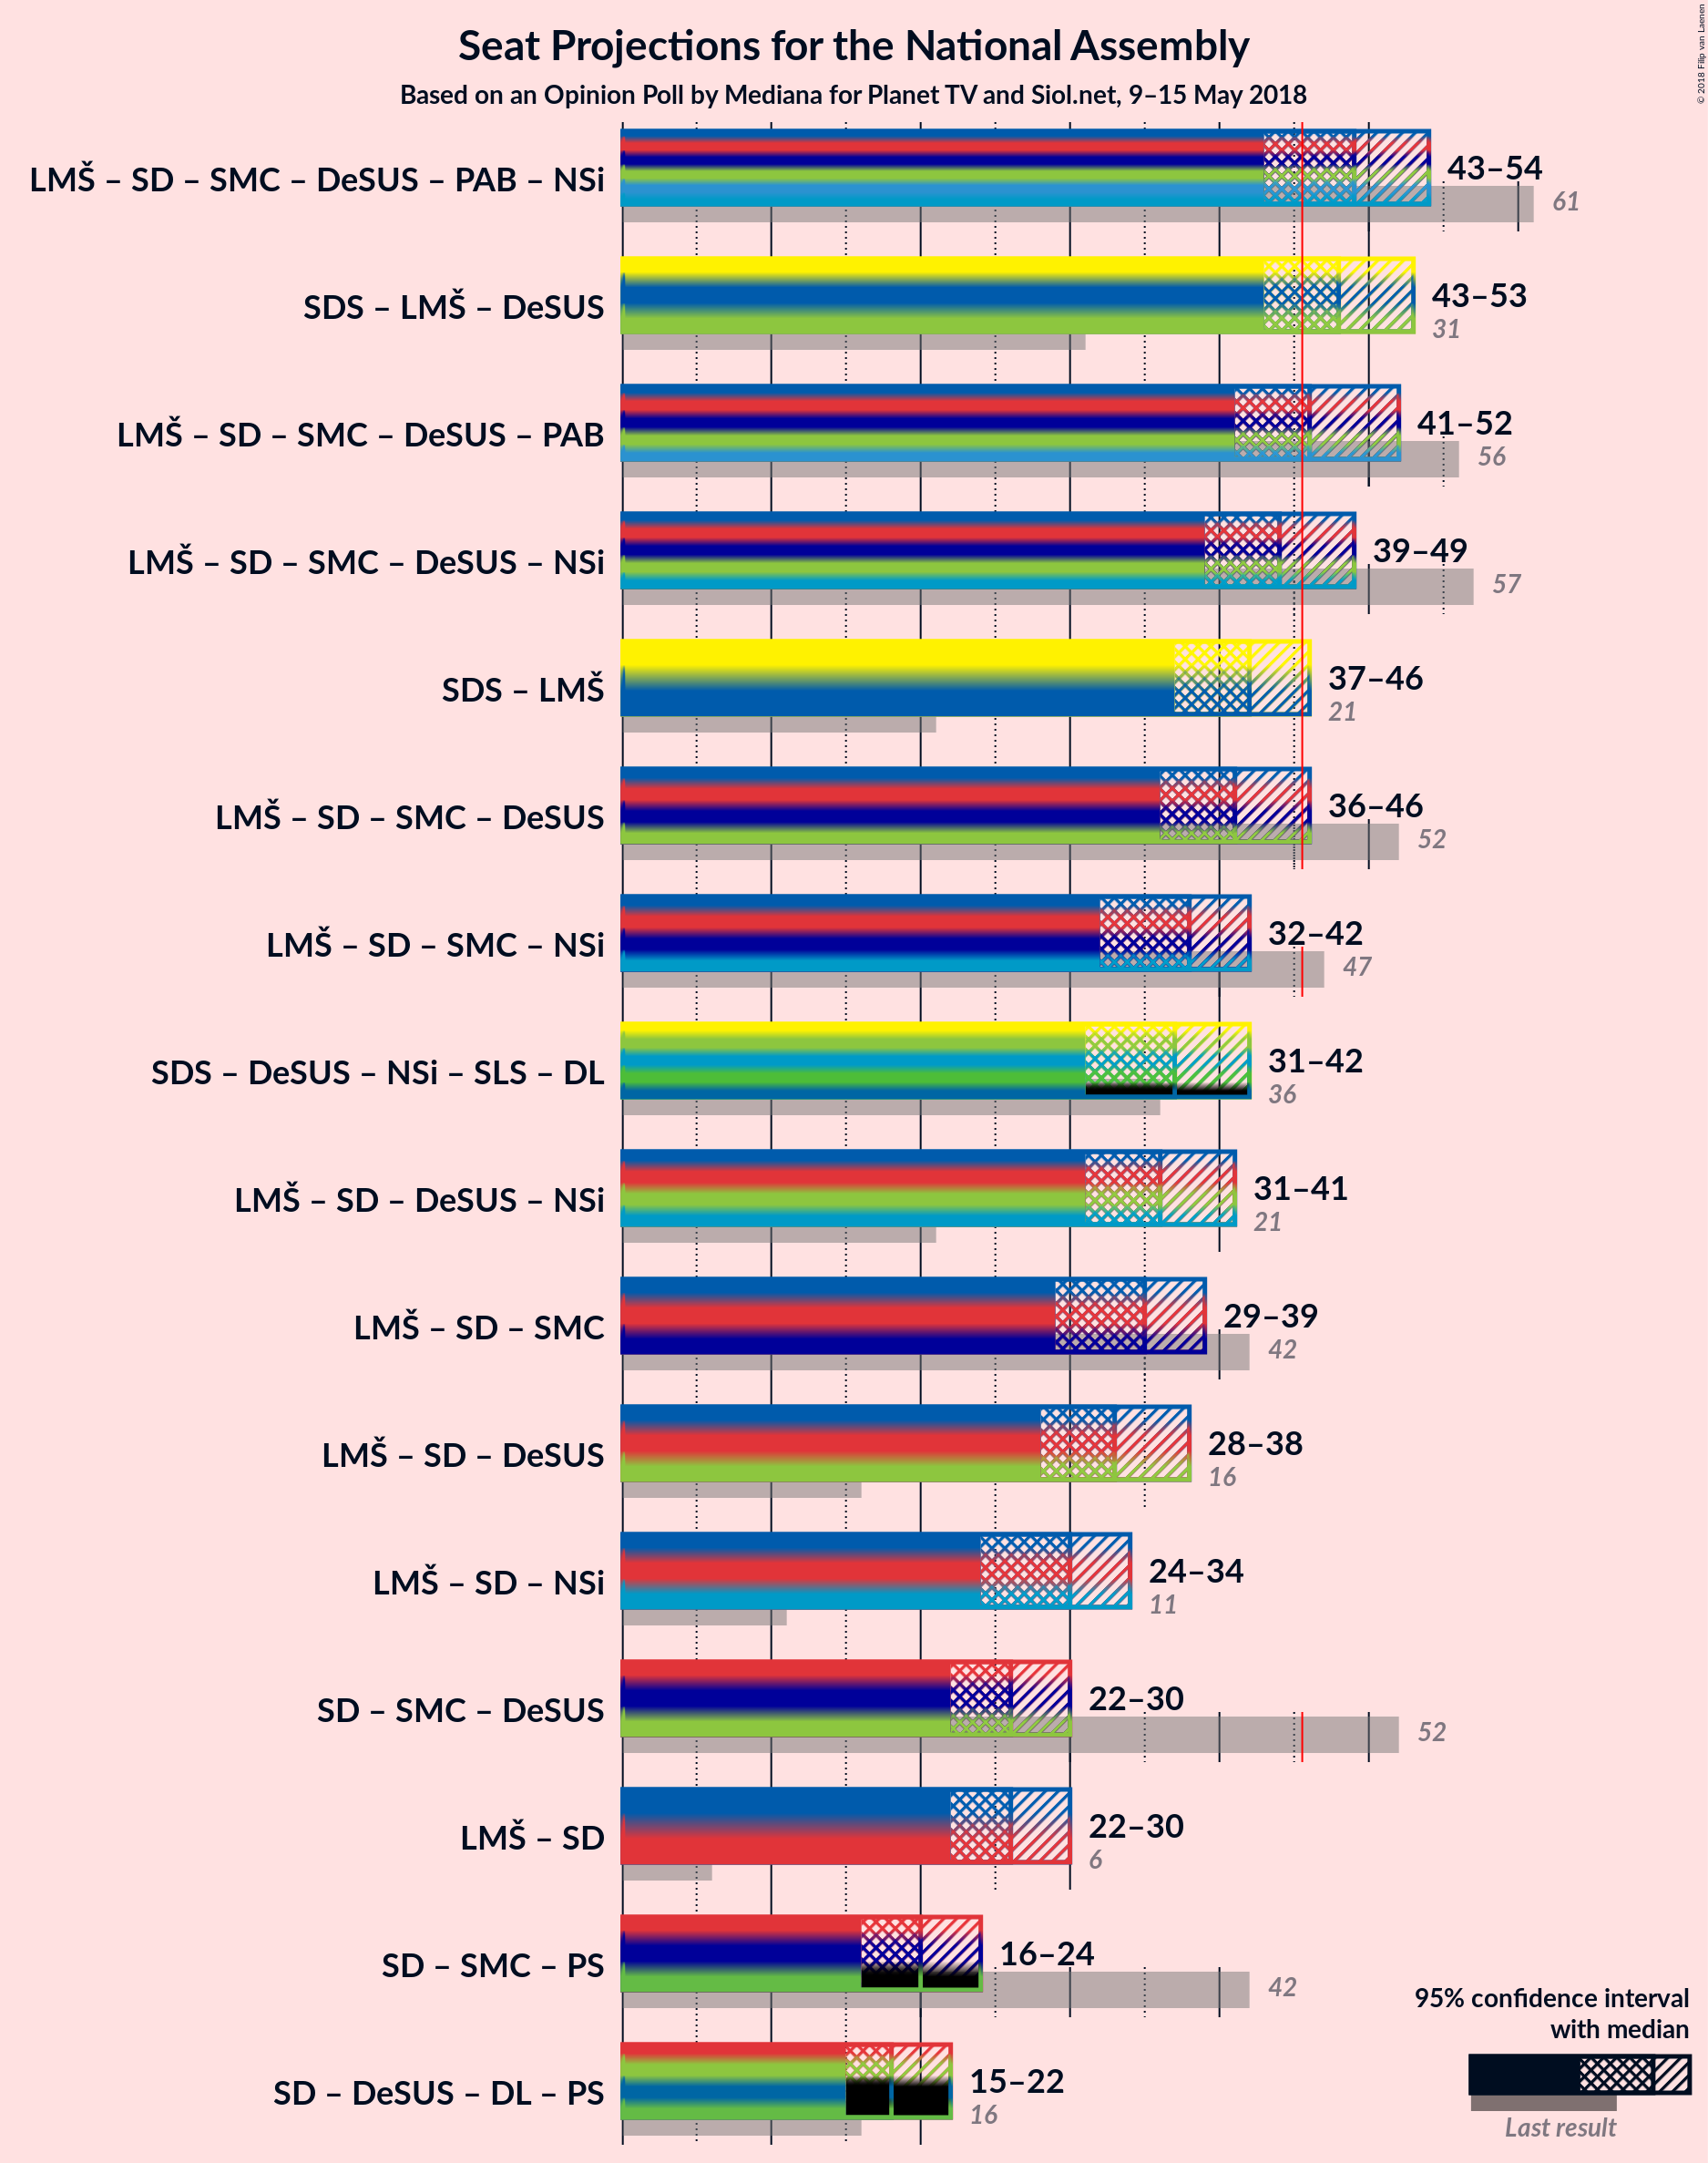 Seat Projections for the National Assembly
Based on an Opinion Poll by Mediana for Planet TV and Siol.net, 9–15 May 2018
© 2018 Filip van Laenen
LMŠ – SD – SMC – DeSUS – PAB – NSi
43–54
61
SDS – LMŠ – DeSUS
43–53
31
LMŠ – SD – SMC – DeSUS – PAB
41–52
56
LMŠ – SD – SMC – DeSUS – NSi
39–49
57
SDS – LMŠ
37–46
21
LMŠ – SD – SMC – DeSUS
36–46
52
LMŠ – SD – SMC – NSi
32–42
47
SDS – DeSUS – NSi – SLS – DL
31–42
36
LMŠ – SD – DeSUS – NSi
31–41
21
LMŠ – SD – SMC
29–39
42
LMŠ – SD – DeSUS
28–38
16
LMŠ – SD – NSi
24–34
11
SD – SMC – DeSUS
22–30
52
LMŠ – SD
22–30
6
SD – SMC – PS
16–24
42
SD – DeSUS – DL – PS
15–22
16
95% confidence interval
with median
Last result